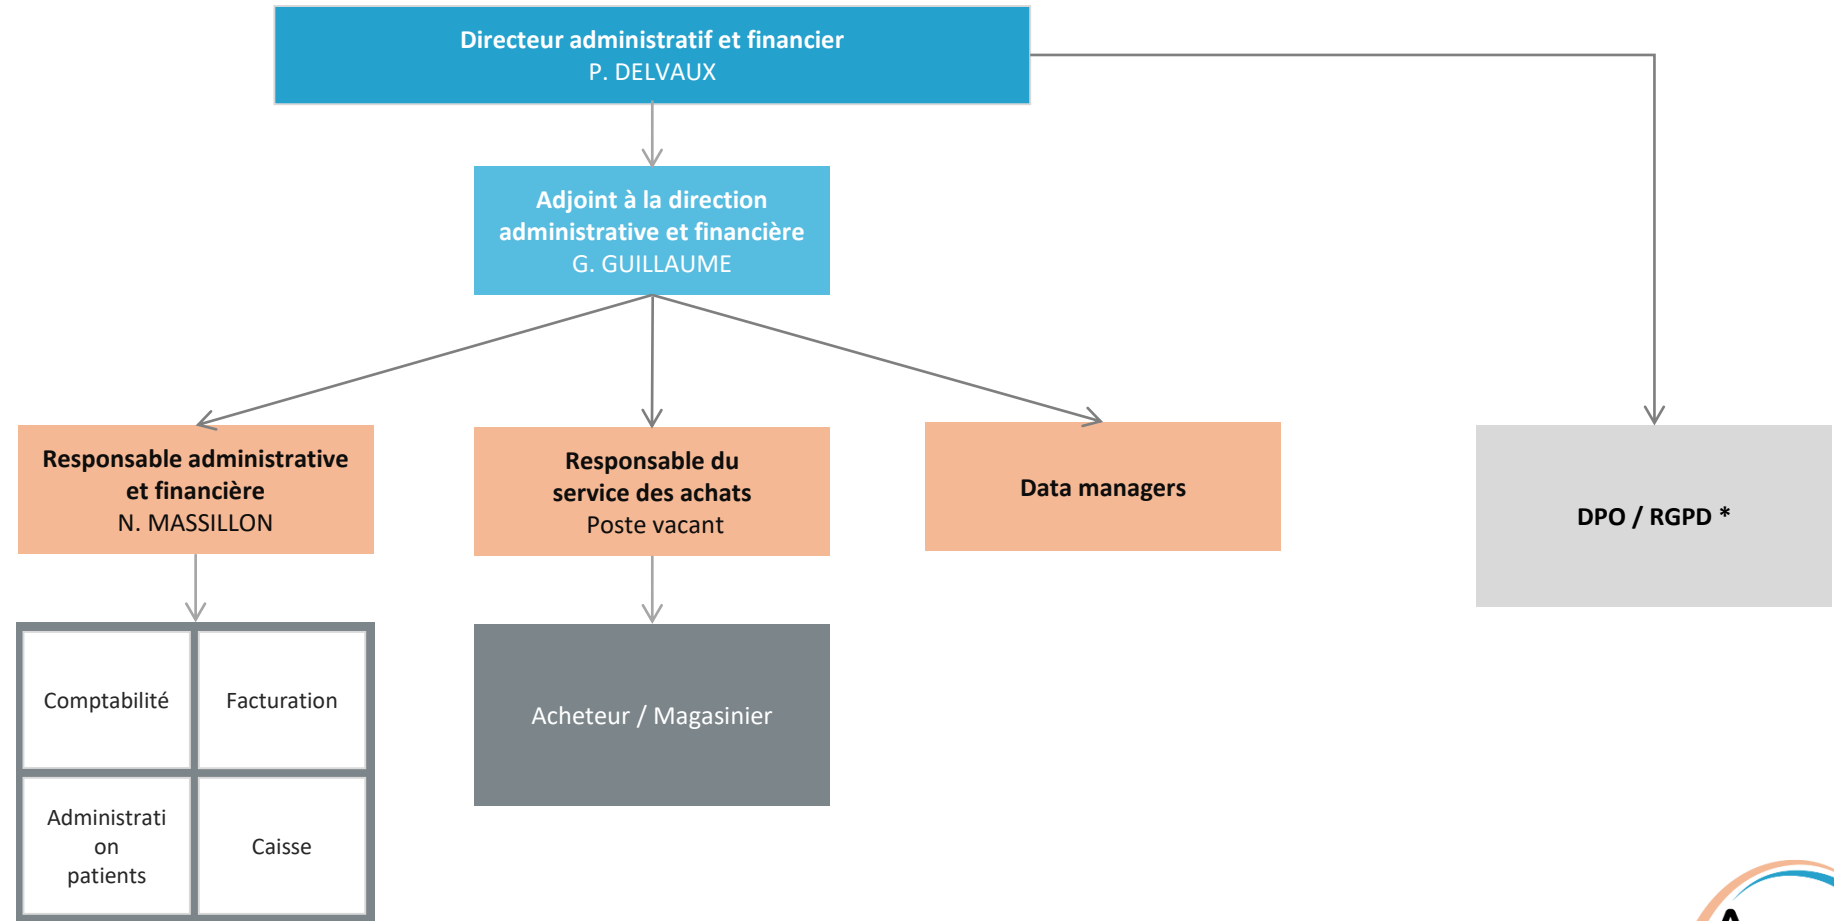 Directeur administratif et financier
P. DELVAUX
Adjoint à la direction
administrative et financière
G. GUILLAUME
Responsable administrative
et financière
N. MASSILLON
Responsable du
service des achats
Poste vacant
Data managers
DPO / RGPD *
Comptabilité
Facturation
Acheteur / Magasinier
Administrati
on
patients
Caisse